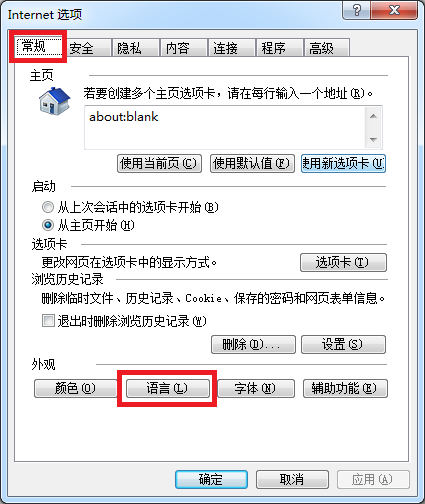 Internet 选项
常规 安全 隐私 内容 连接 程序 高级
主页
若要创建多个主页选项卡，请在每行输入一个地址(R)。
about:blank
使用当前页(C) 使用默认值(F) 使用新选项卡(U
启动
从上次会话中的选项卡开始(B)
从主页开始(H)
选项卡
更改网页在选项卡中的显示方式。 选项卡(T)
浏览历史记录
删除临时文件、历史记录、Cookie、保存的密码和网页表单信息。
退出时删除浏览历史记录(W)
删除(D)... 设置(S)
外观
颜色(O) 语言(L) 字体(N) 辅助功能(E)
确定 取消 应用(A)